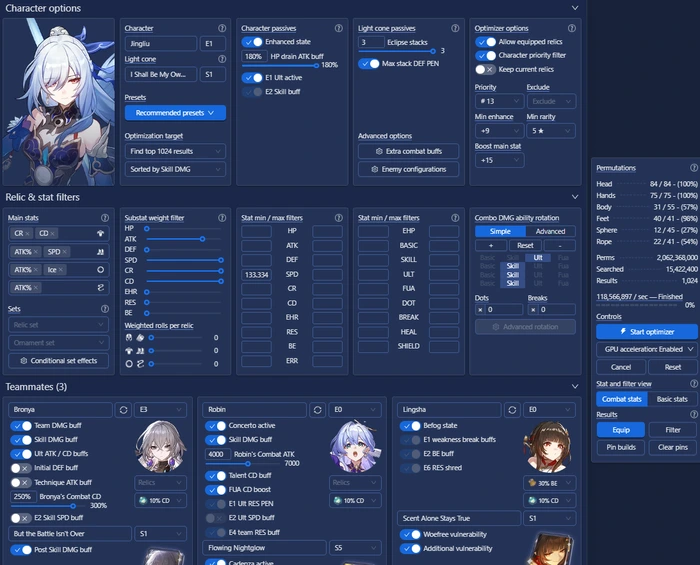 Character options
Character
Jingliu
E1
Light cone
I Shall Be My Ow...
S1
Presets
Recommended presets
Optimization target
Find top 1024 results
Sorted by Skill DMG
Character passives
Enhanced state
180%
HP drain ATK buff
180%
E1 Ult active
E2 Skill buff
Light cone passives
3
Eclipse stacks
3
Max stack DEF PEN
Advanced options
Extra combat buffs
Enemy configurations
Optimizer options
Allow equipped relics
Character priority filter
Keep current relics
Priority
Exclude
# 13
Exclude
Min enhance
Min rarity
+9
5 ★
Boost main stat
+15
Permutations
Head 84 / 84 - (100%)
Hands 75 / 75 - (100%)
Body 31 / 55 - (57%)
Feet 40 / 41 - (98%)
Sphere 12 / 45 - (27%)
Rope 22 / 41 - (54%)
Perms 2,062,368,000
Searched 15,422,400
Results 1,024
118,566,897 / sec — Finished
0%
Controls
Start optimizer
GPU acceleration: Enabled
Cancel
Reset
Stat and filter view
Combat stats
Basic stats
Results
Equip
Filter
Pin builds
Clear pins
Relic & stat filters
Main stats
CR × CD ×
ATK% × SPD ×
ATK% × Ice ×
ATK% ×
Sets
Relic set
Ornament set
Conditional set effects
Substat weight filter
HP
ATK
DEF
SPD
CR
CD
EHR
RES
BE
Weighted rolls per relic
0
0
0
Stat min / max filters
HP
ATK
DEF
133.334 SPD
CR
CD
EHR
RES
BE
ERR
Stat min / max filters
EHP
BASIC
SKILL
ULT
FUA
DOT
BREAK
HEAL
SHIELD
Combo DMG ability rotation
Simple
Advanced
+ Reset -
Basic Skill Ult Fua
Basic Skill Ult Fua
Basic Skill Ult Fua
Basic Skill Ult Fua
Dots
Breaks
× 0
× 0
Advanced rotation
Teammates (3)
Bronya
E3
Team DMG buff
Skill DMG buff
Ult ATK / CD buffs
Initial DEF buff
Technique ATK buff
250%
Bronya's Combat CD
300%
E2 Skill SPD buff
Relics
10% CD
But the Battle Isn't Over
S1
Post Skill DMG buff
Robin
E0
Concerto active
Skill DMG buff
4000
Robin's Combat ATK
7000
Talent CD buff
FUA CD boost
E1 Ult RES PEN
E2 Ult SPD buff
E4 team RES buff
Relics
10% CD
Flowing Nightglow
S5
Cadenza active
Lingsha
E0
Befog state
E1 weakness break buffs
E2 BE buff
E6 RES shred
30% BE
10% CD
Scent Alone Stays True
S1
Woefree vulnerability
Additional vulnerability